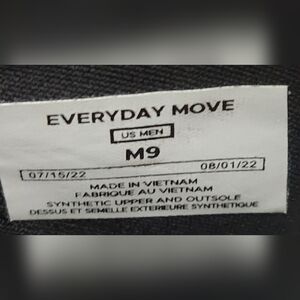 EVERYDAY MOVE
US MEN
M9
07/15/22 08/01/22
MADE IN VIETNAM
FABRIQUE AU VIETNAM
SYNTHETIC UPPER AND OUTSOLE
DESSUS ET SEMELLE EXTERIEURE SYNTHETIQUE